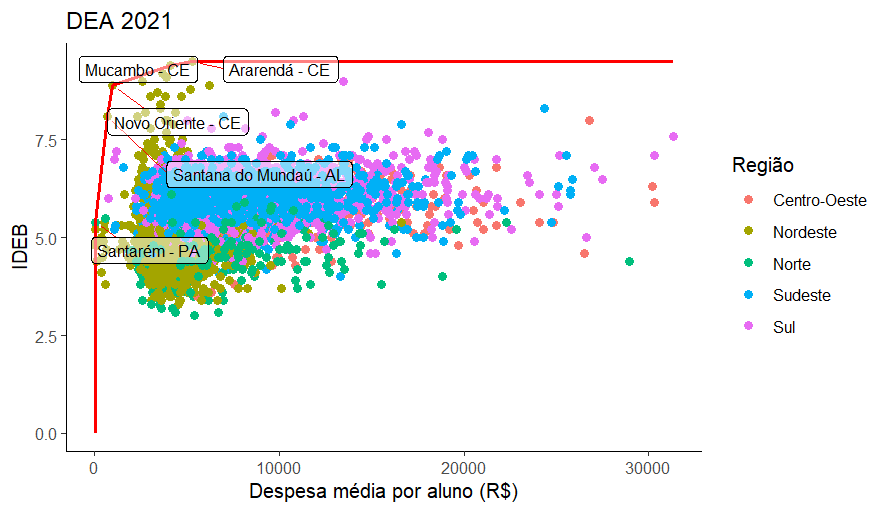 DEA 2021
Mucambo - CE
Ararendá - CE
Novo Oriente - CE
Santana do Mundaú - AL
Santarém - PA
IDEB
7.5
5.0
2.5
0.0
0
10000
20000
30000
Despesa média por aluno (R$)
Região
Centro-Oeste
Nordeste
Norte
Sudeste
Sul